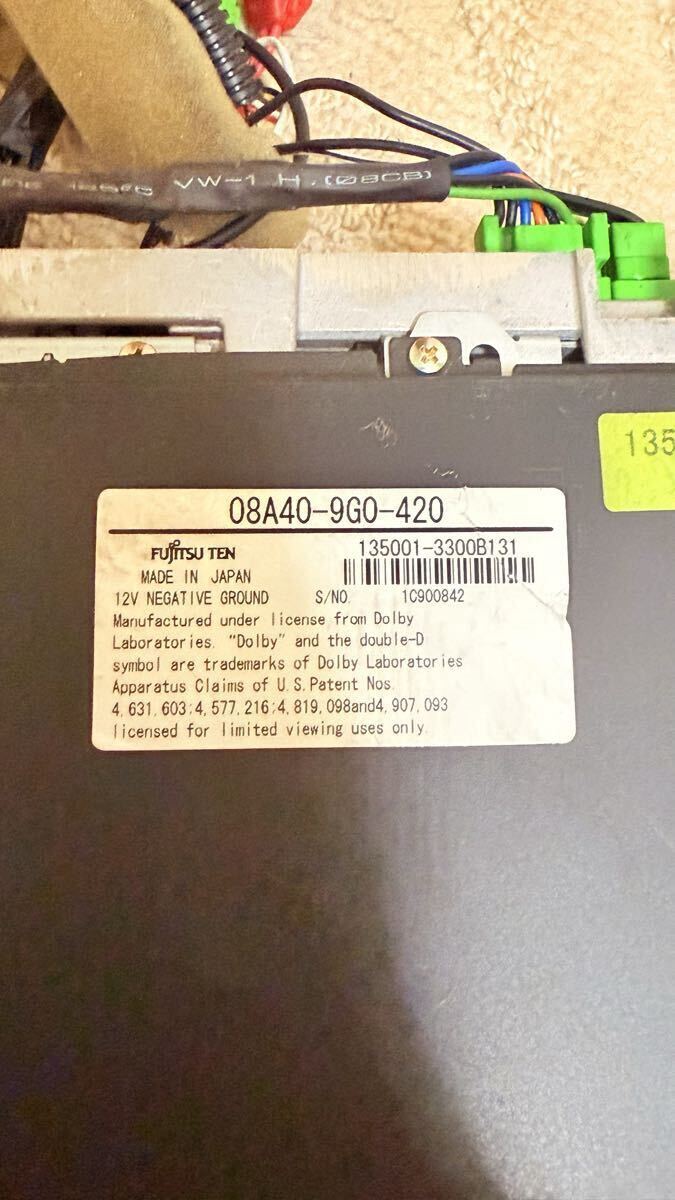 VW-1 H.(08CB)
135
08A40-9G0-420
FUJITSU TEN 135001-3300B131
MADE IN JAPAN
12V NEGATIVE GROUND S/NO. 1C900842
Manufactured under license from Dolby
Laboratories. "Dolby" and the double-D
symbol are trademarks of Dolby Laboratories
Apparatus Claims of U.S.Patent Nos.
4,631,603:4,577,216:4,819,098and4,907,093
licensed for limited viewing uses only.